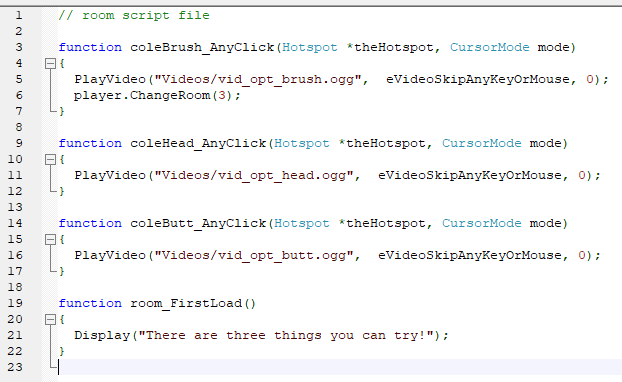 1 // room script file
2
3 function coleBrush_AnyClick(Hotspot *theHotspot, CursorMode mode)
4 {
5 PlayVideo("Videos/vid_opt_brush.ogg",  eVideoSkipAnyKeyOrMouse, 0);
6 player.ChangeRoom(3);
7 }
8
9 function coleHead_AnyClick(Hotspot *theHotspot, CursorMode mode)
10 {
11 PlayVideo("Videos/vid_opt_head.ogg",  eVideoSkipAnyKeyOrMouse, 0);
12 }
13
14 function coleButt_AnyClick(Hotspot *theHotspot, CursorMode mode)
15 {
16 PlayVideo("Videos/vid_opt_butt.ogg",  eVideoSkipAnyKeyOrMouse, 0);
17 }
18
19 function room_FirstLoad()
20 {
21 Display("There are three things you can try!");
22 }
23